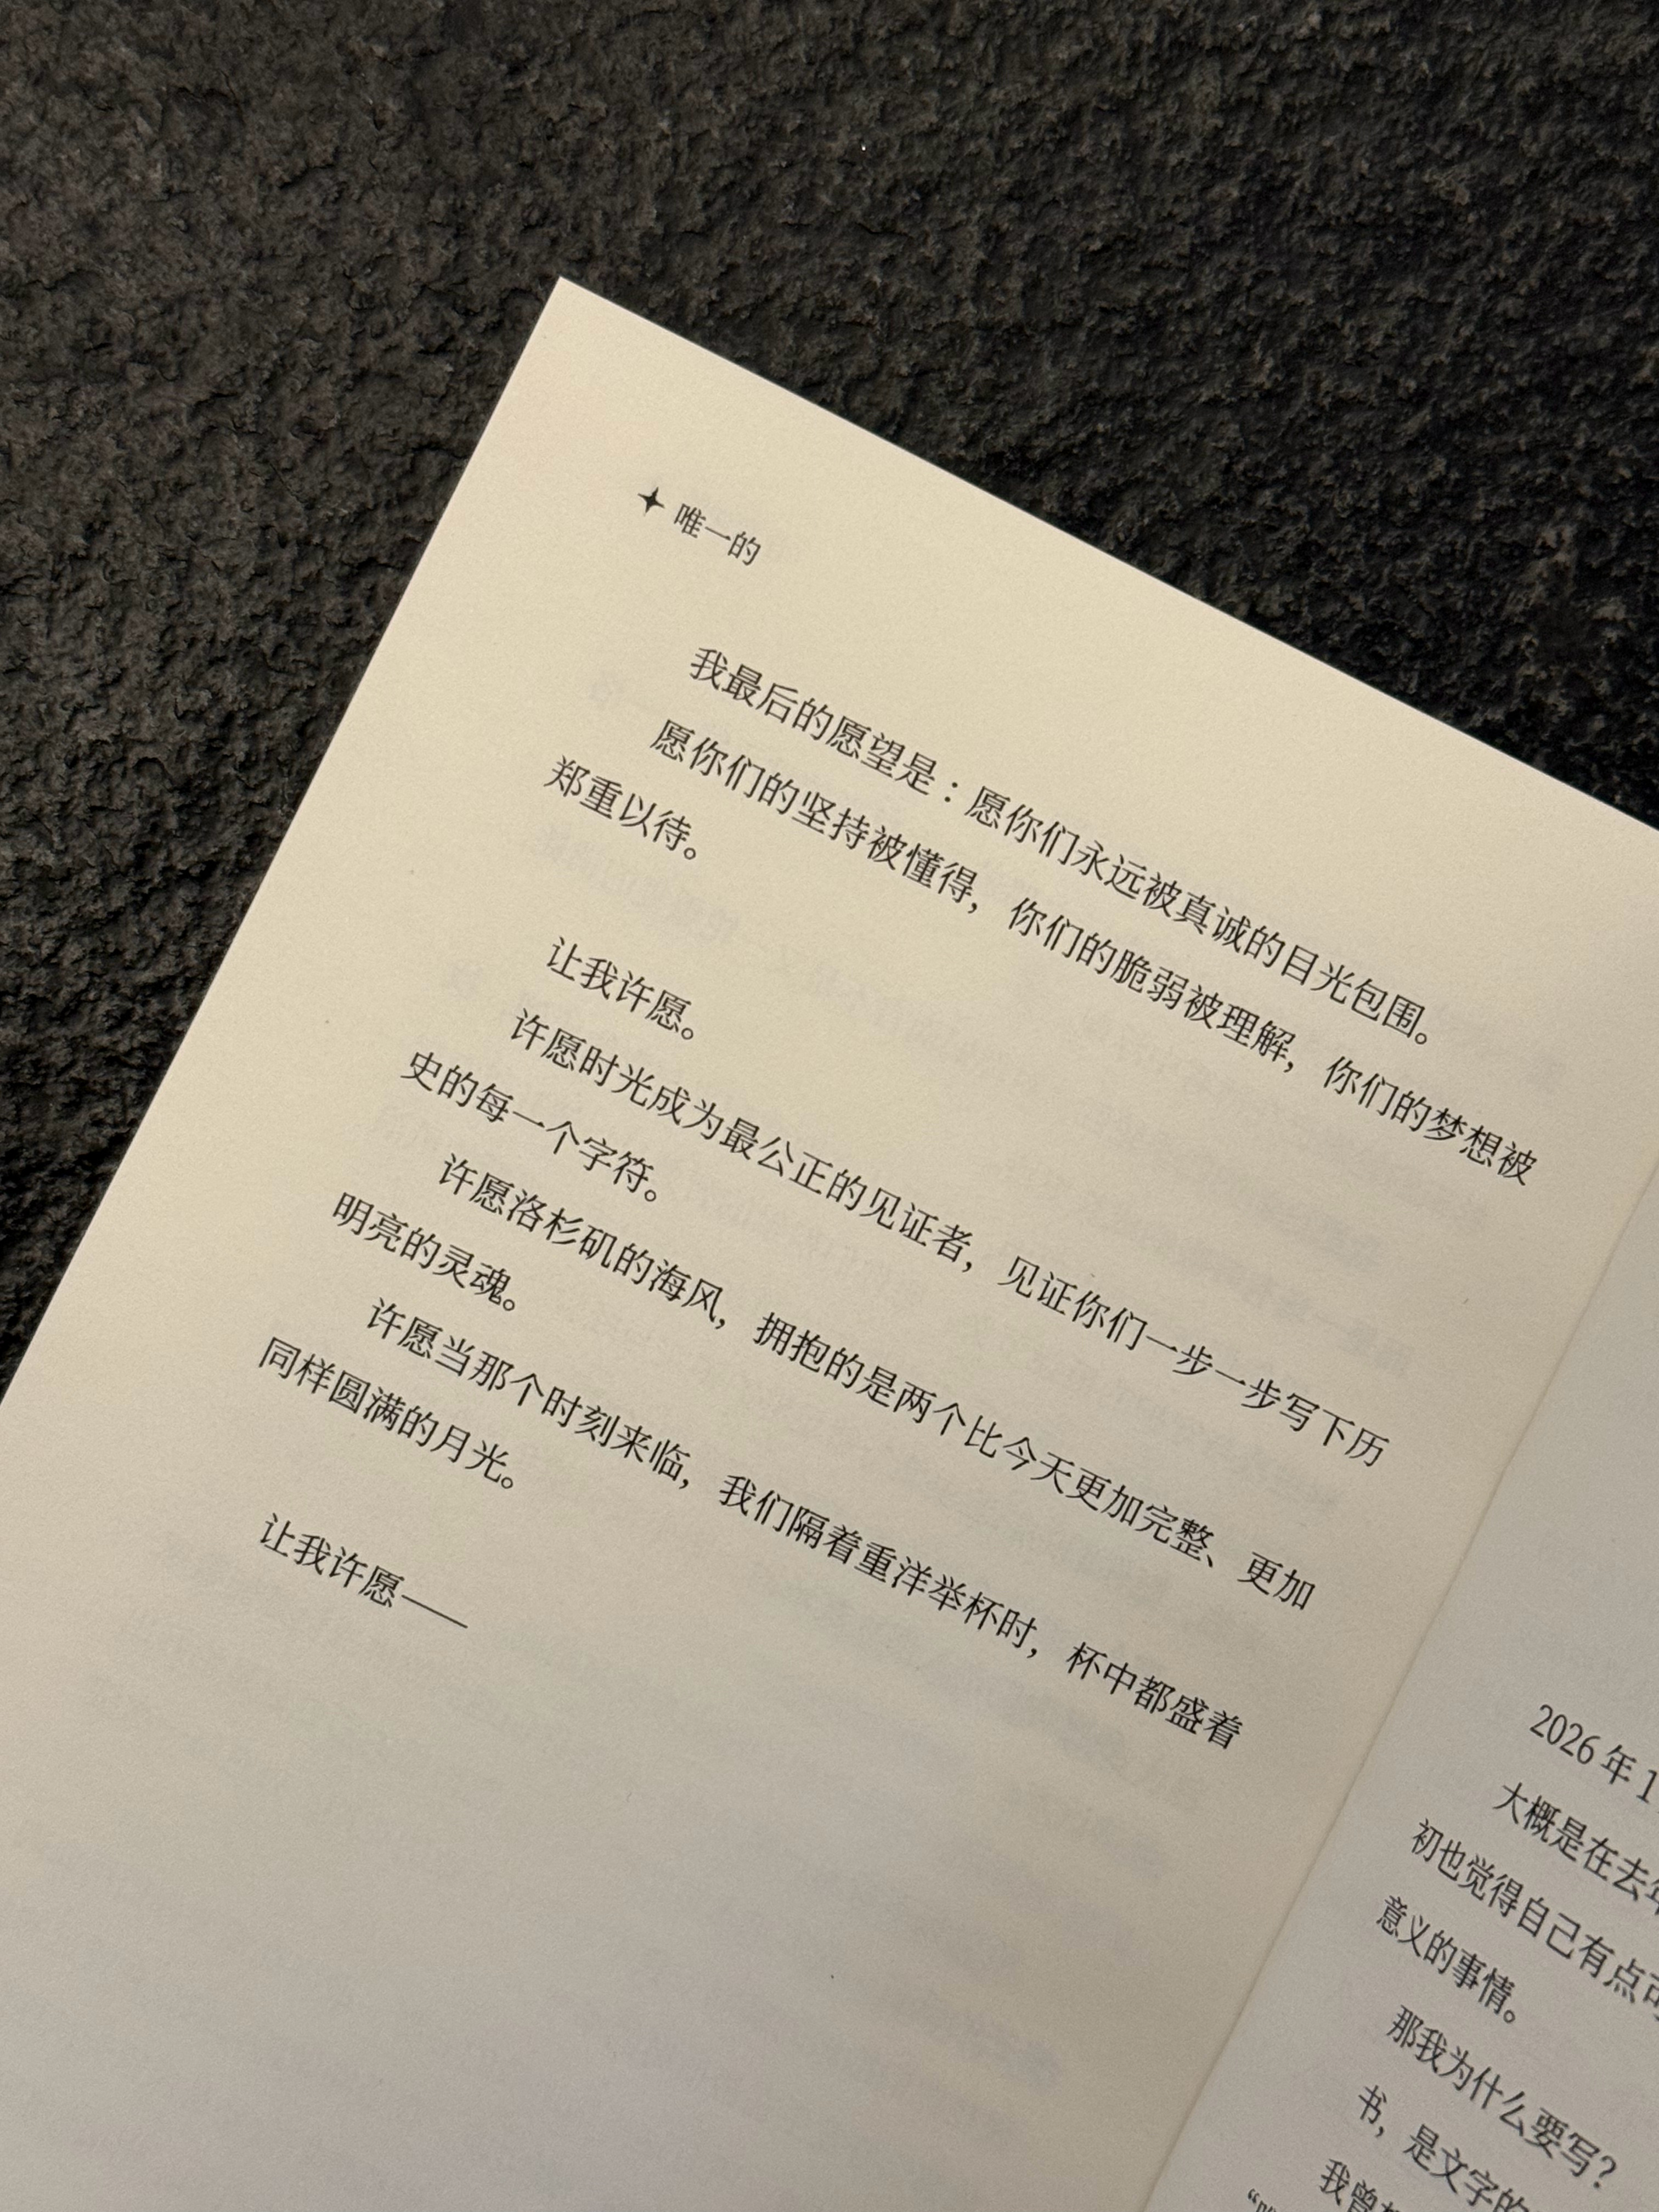 唯一的
我最后的愿望是：愿你们永远被真诚的目光包围。
愿你们的坚持被懂得，你们的脆弱被理解，你们的梦想被
郑重以待。
让我许愿。
许愿时光成为最公正的见证者，见证你们一步一步写下历
史的每一个字符。
许愿洛杉矶的海风，拥抱的是两个比今天更加完整、更加
明亮的灵魂。
许愿当那个时刻来临，我们隔着重洋举杯时，杯中都盛着
同样圆满的月光。
让我许愿——
2026 年 1
大概是在去年
初也觉得自己有点
意义的事情。
那我为什么要写？
书，是文字的
我曾